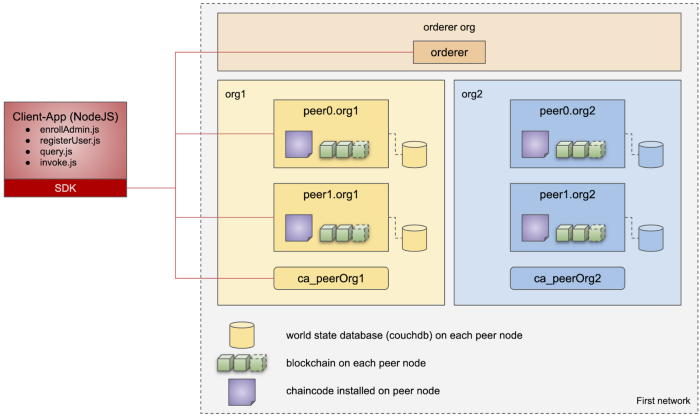 orderer org
orderer
Client-App (NodeJS)
enrollAdmin.js
registerUser.js
query.js
invoke.js
SDK
org1
peer0.org1
peer1.org1
ca_peerOrg1
org2
peer0.org2
peer1.org2
ca_peerOrg2
world state database (couchdb) on each peer node
blockchain on each peer node
chaincode installed on peer node
First network